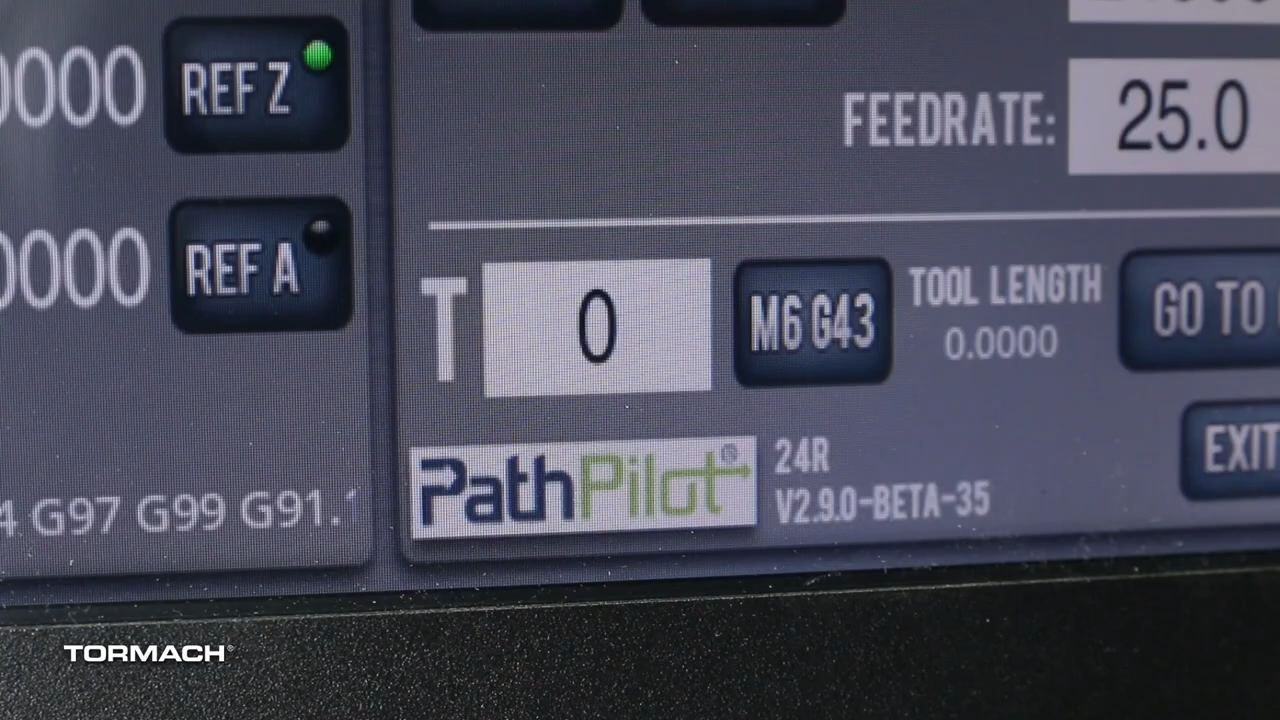 0000
REF Z
FEEDRATE:
25.0
0000
REF A
T
0
M6 G43
TOOL LENGTH
0.0000
GO TO
EXIT
PathPilot®
24R
V2.9.0-BETA-35
4 G97 G99 G91.1
TORMACH®